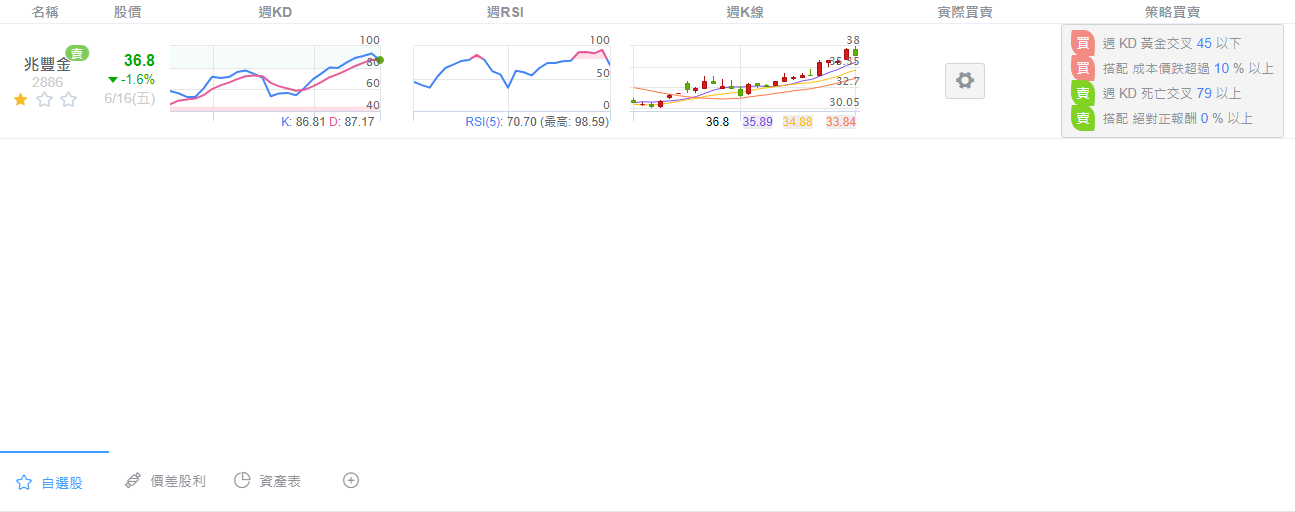 名稱 股價 週KD 週RSI 週K線 實際買賣 策略買賣
兆豐金 賣
2886
36.8
-1.6%
6/16(五)
100
80
60
40
K: 86.81 D: 87.17
100
50
0
RSI(5): 70.70 (最高: 98.59)
38
35.35
32.7
30.05
36.8 35.89 34.88 33.84
買 週 KD 黃金交叉 45 以下
買 搭配 成本價跌超過 10 % 以上
賣 週 KD 死亡交叉 79 以上
賣 搭配 絕對正報酬 0 % 以上
自選股 價差股利 資產表